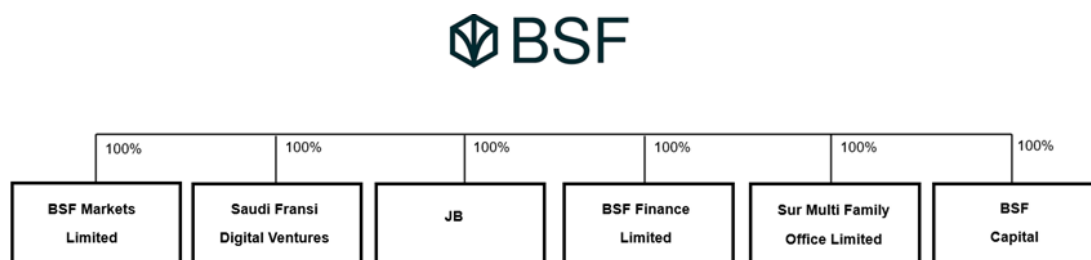 BSF
100%
100%
100%
100%
100%
100%
BSF Markets
Limited
Saudi Fransi
Digital Ventures
JB
BSF Finance
Limited
Sur Multi Family
Office Limited
BSF
Capital